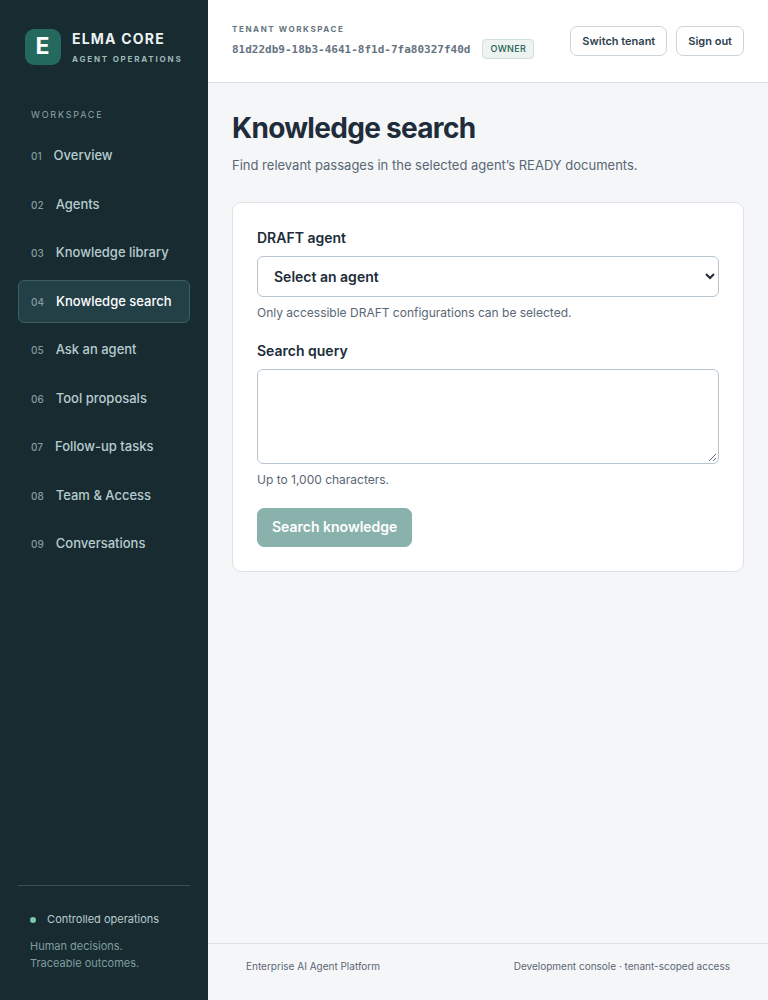 E
ELMA CORE
AGENT OPERATIONS
WORKSPACE
01 Overview
02 Agents
03 Knowledge library
04 Knowledge search
05 Ask an agent
06 Tool proposals
07 Follow-up tasks
08 Team & Access
09 Conversations
Controlled operations
Human decisions.
Traceable outcomes.
TENANT WORKSPACE
81d22db9-18b3-4641-8f1d-7fa80327f40d OWNER
Switch tenant Sign out
Knowledge search
Find relevant passages in the selected agent’s READY documents.
DRAFT agent
Select an agent
Only accessible DRAFT configurations can be selected.
Search query
Up to 1,000 characters.
Search knowledge
Enterprise AI Agent Platform
Development console · tenant-scoped access